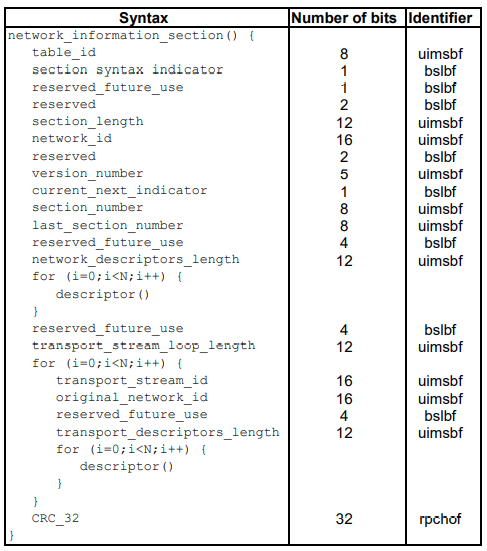 Syntax Number of bits Identifier
network_information_section() {
table_id 8 uimsbf
section_syntax_indicator 1 bslbf
reserved_future_use 1 bslbf
reserved 2 bslbf
section_length 12 uimsbf
network_id 16 uimsbf
reserved 2 bslbf
version_number 5 uimsbf
current_next_indicator 1 bslbf
section_number 8 uimsbf
last_section_number 8 uimsbf
reserved_future_use 4 bslbf
network_descriptors_length 12 uimsbf
for (i=0;i<N;i++) {
descriptor()
}
reserved_future_use 4 bslbf
transport_stream_loop_length 12 uimsbf
for (i=0;i<N;i++) {
transport_stream_id 16 uimsbf
original_network_id 16 uimsbf
reserved_future_use 4 bslbf
transport_descriptors_length 12 uimsbf
for (i=0;i<N;i++) {
descriptor()
}
}
CRC_32 32 rpchof
}